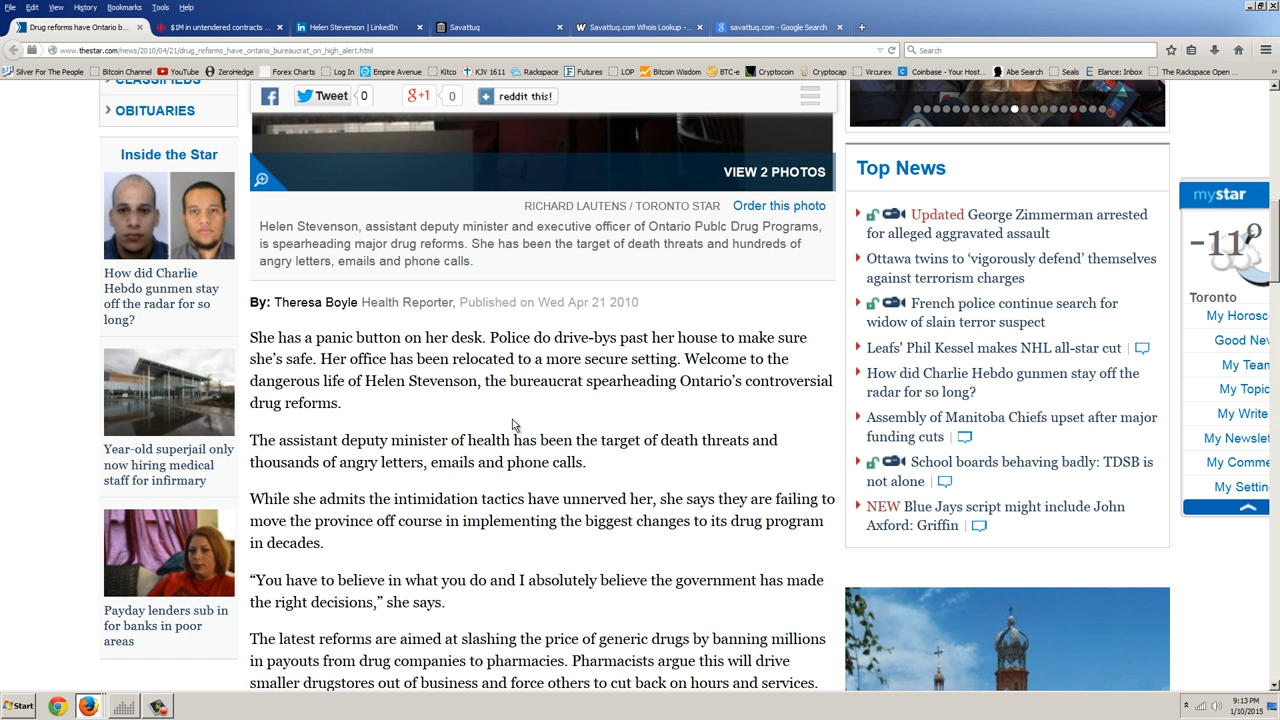 File Edit View History Bookmarks Tools Help
Drug reforms have Ontario b... × $1M in untendered contracts ... × Helen Stevenson | LinkedIn × Savattuq × Savattuq.com Whois Lookup -... × savattuq.com - Google Search × +
www.thestar.com/news/2010/04/21/drug_reforms_have_ontario_bureaucrat_on_high_alert.html
Search
Silver For The People Bitcoin Channel YouTube ZeroHedge Forex Charts Log In Empire Avenue Kitco KJV 1611 Rackspace Futures LOP Bitcoin Wisdom BTC-e Cryptocoin Cryptocap Vircurex Coinbase - Your Host... Abe Search Seals Elance: Inbox The Rackspace Open ...
CLASSIFIEDS
OBITUARIES
Tweet 0 g+1 0 reddit this!
Inside the Star
How did Charlie
Hebdo gunmen stay
off the radar for so
long?
Year-old superjail only
now hiring medical
staff for infirmary
Payday lenders sub in
for banks in poor
areas
VIEW 2 PHOTOS
RICHARD LAUTENS / TORONTO STAR Order this photo
Helen Stevenson, assistant deputy minister and executive officer of Ontario Publc Drug Programs,
is spearheading major drug reforms. She has been the target of death threats and hundreds of
angry letters, emails and phone calls.
By: Theresa Boyle Health Reporter, Published on Wed Apr 21 2010
She has a panic button on her desk. Police do drive-bys past her house to make sure
she’s safe. Her office has been relocated to a more secure setting. Welcome to the
dangerous life of Helen Stevenson, the bureaucrat spearheading Ontario’s controversial
drug reforms.
The assistant deputy minister of health has been the target of death threats and
thousands of angry letters, emails and phone calls.
While she admits the intimidation tactics have unnerved her, she says they are failing to
move the province off course in implementing the biggest changes to its drug program
in decades.
“You have to believe in what you do and I absolutely believe the government has made
the right decisions,” she says.
The latest reforms are aimed at slashing the price of generic drugs by banning millions
in payouts from drug companies to pharmacies. Pharmacists argue this will drive
smaller drugstores out of business and force others to cut back on hours and services.
Top News
Updated George Zimmerman arrested
for alleged aggravated assault
Ottawa twins to ‘vigorously defend’ themselves
against terrorism charges
French police continue search for
widow of slain terror suspect
Leafs' Phil Kessel makes NHL all-star cut
How did Charlie Hebdo gunmen stay off the
radar for so long?
Assembly of Manitoba Chiefs upset after major
funding cuts
School boards behaving badly: TDSB is
not alone
NEW Blue Jays script might include John
Axford: Griffin
mystar
-11°
Toronto
My Horosc
Good Nev
My Team
My Topic
My Write
My Newslet
My Comme
My Settin
Start
9:13 PM
1/10/2015